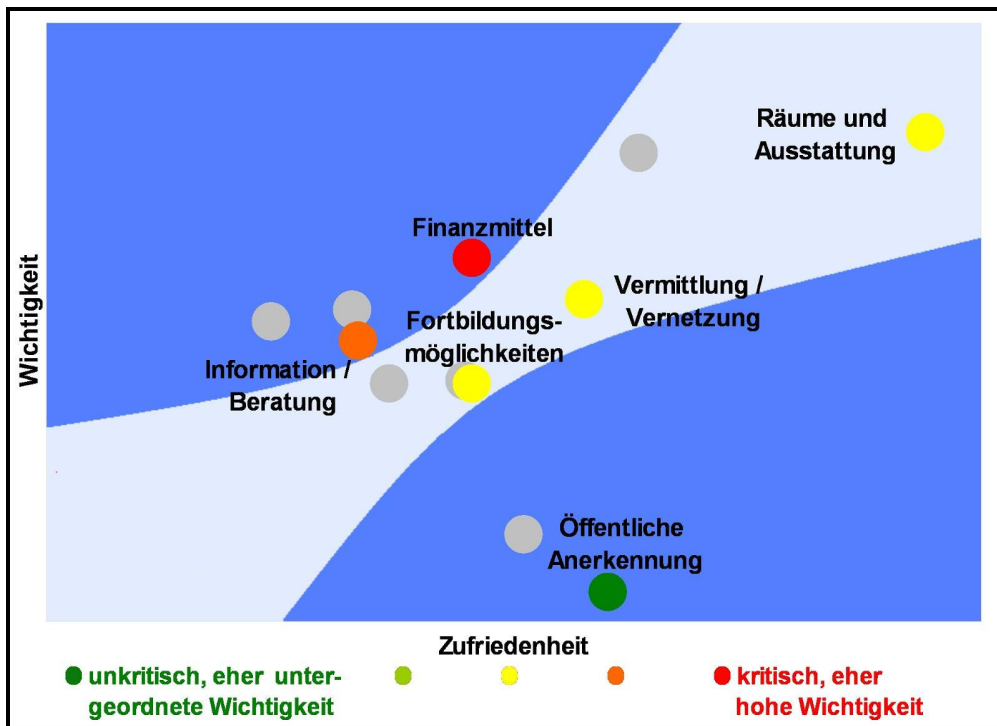 Räume und
Ausstattung
Finanzmittel
Vermittlung /
Vernetzung
Fortbildungs-
möglichkeiten
Information /
Beratung
Öffentliche
Anerkennung
Wichtigkeit
Zufriedenheit
unkritisch, eher unter-
geordnete Wichtigkeit
kritisch, eher
hohe Wichtigkeit